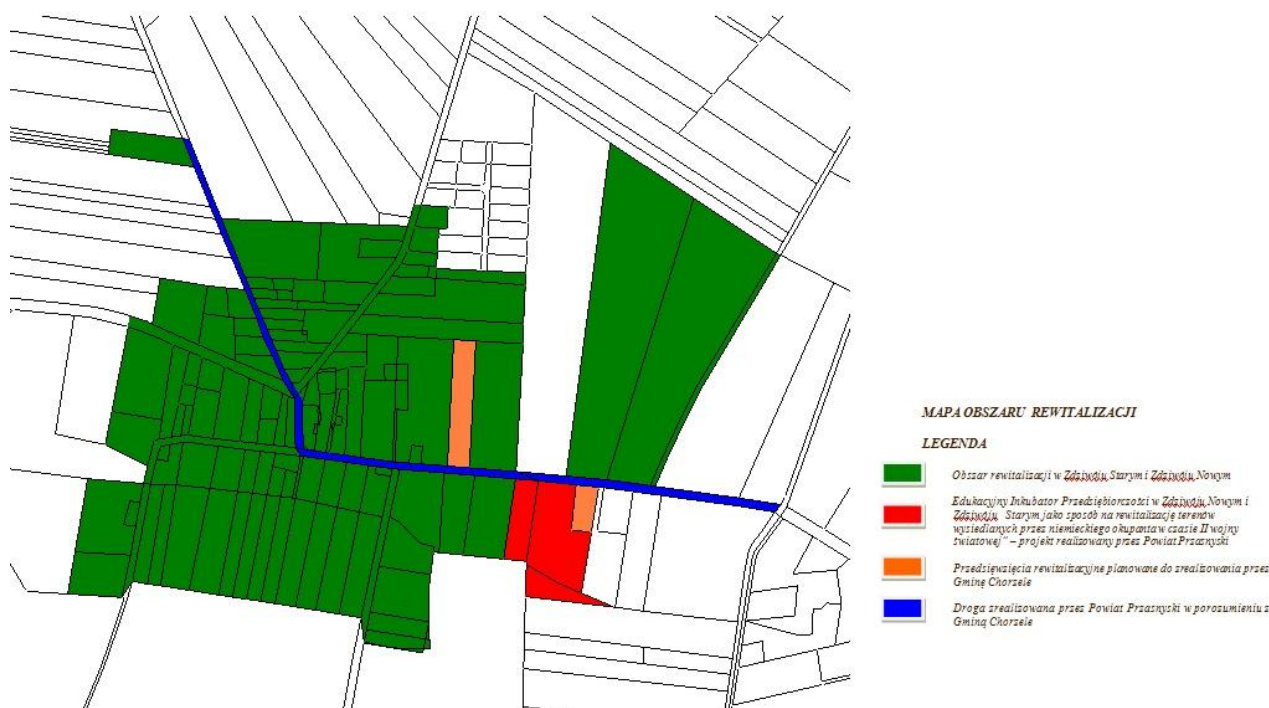 MAPA OBSZARU REWITALIZACJI
LEGENDA
Obszar rewitalizacji w Zdziwóju Starym i Zdziwóju Nowym
Edukacyjny Inkubator Przedsiębiorczości w Zdziwóju Nowym i
Zdziwóju Starym jako sposób na rewitalizację terenów
wysiedlanych przez niemieckiego okupanta w czasie II wojny
światowej" – projekt realizowany przez Powiat Przasnyski
Przedsięwzięcia rewitalizacyjne planowane do zrealizowania przez
Gminę Chorzele
Droga zrealizowana przez Powiat Przasnyski w porozumieniu z
Gminą Chorzele